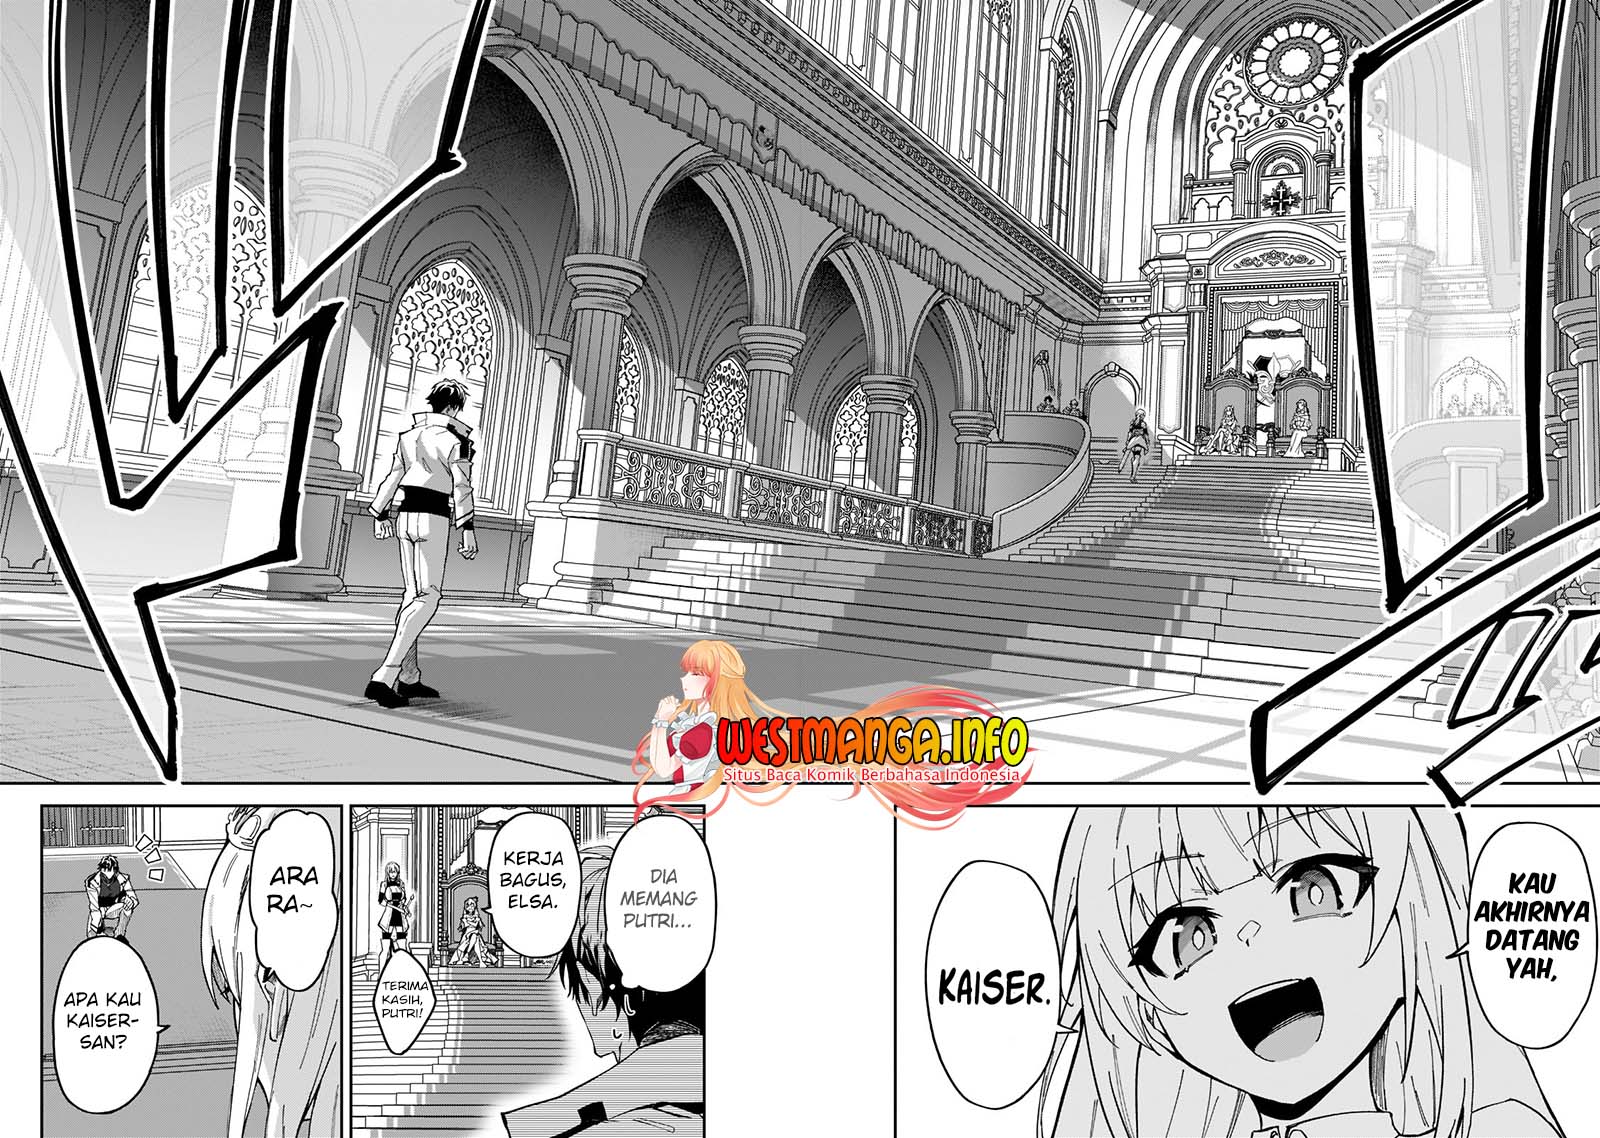 WESTMANGA.INFO
SITUS BACA KOMIK BERBAHASA INDONESIA
KAU
AKHIRNYA
DATANG
YAH,
KAISER.
DIA
MEMANG
PUTRI...
KERJA
BAGUS,
ELSA.
TERIMA
KASIH,
PUTRI!
ARA
RA~
APA KAU
KAISER-
SAN?